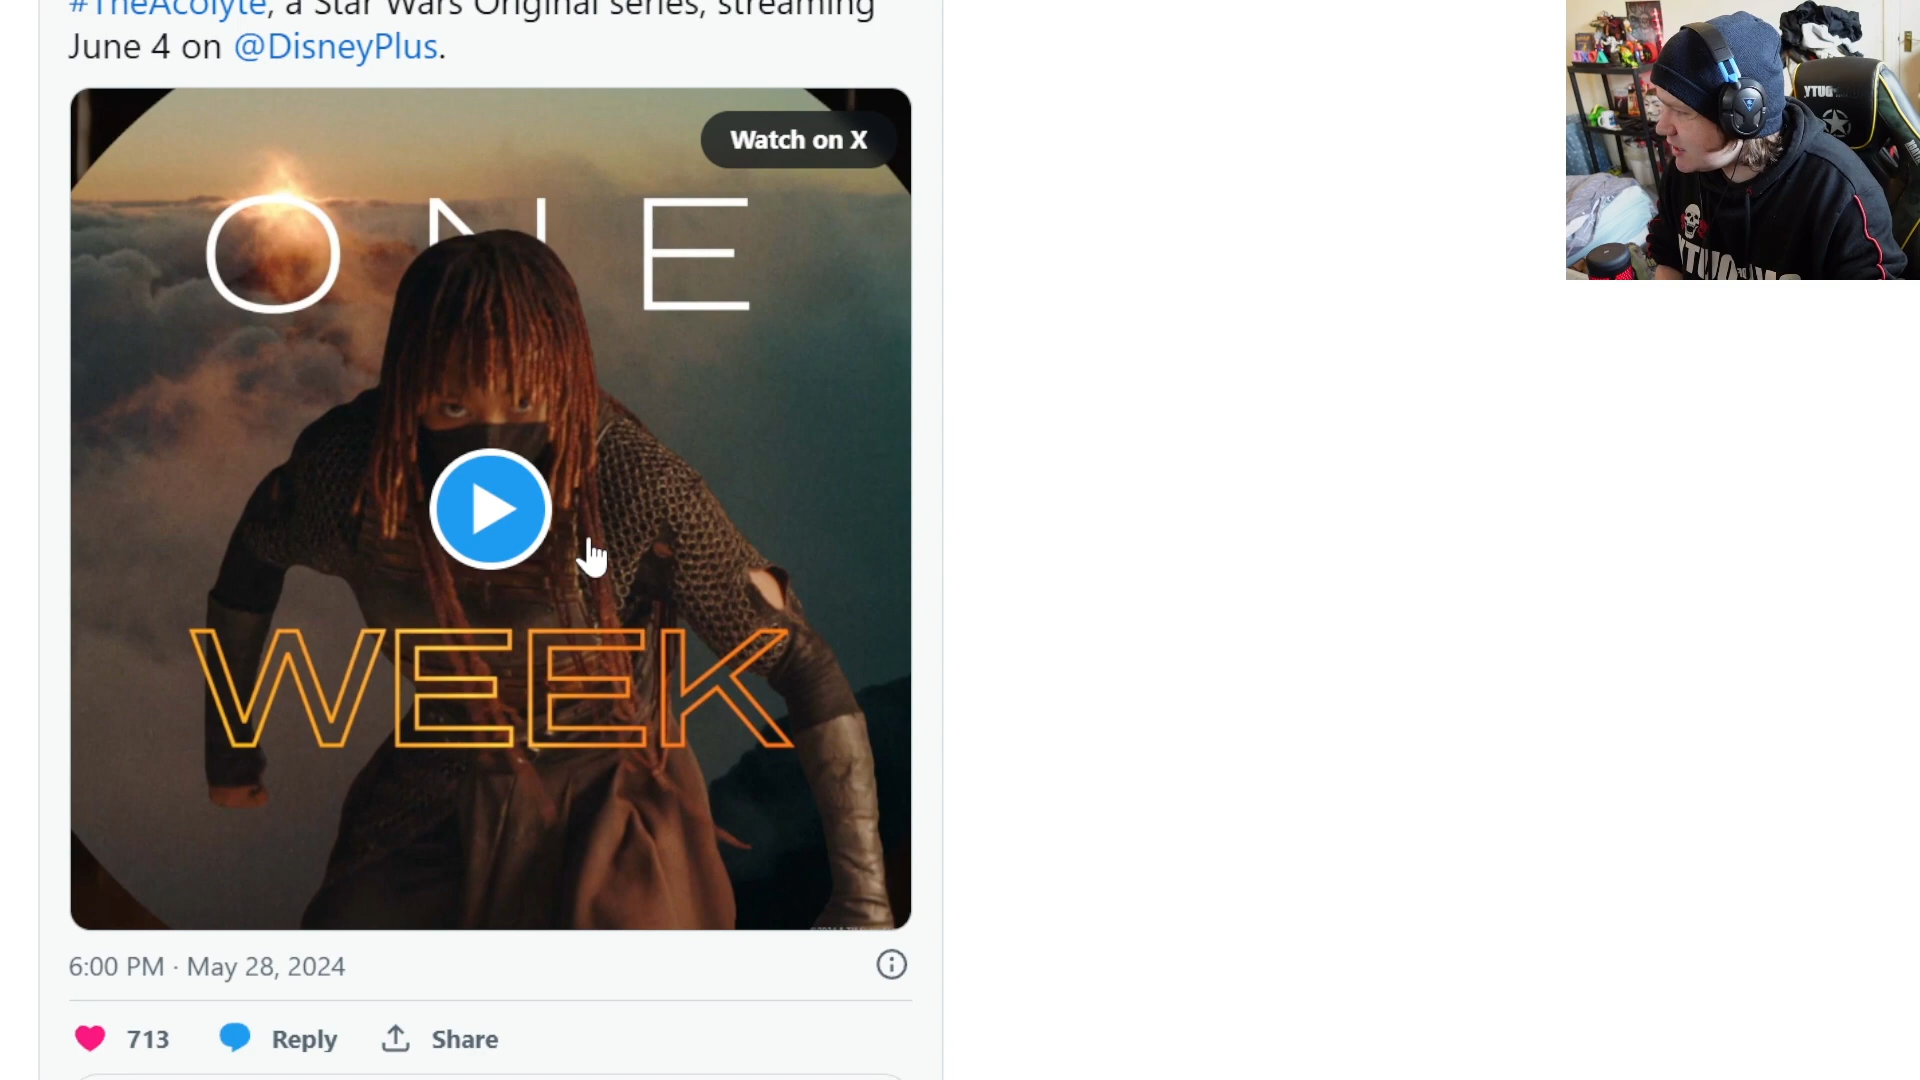 #TheAcolyte, a Star Wars Original series, streaming
June 4 on @DisneyPlus.
Watch on X
ONE
WEEK
6:00 PM · May 28, 2024
713
Reply
Share